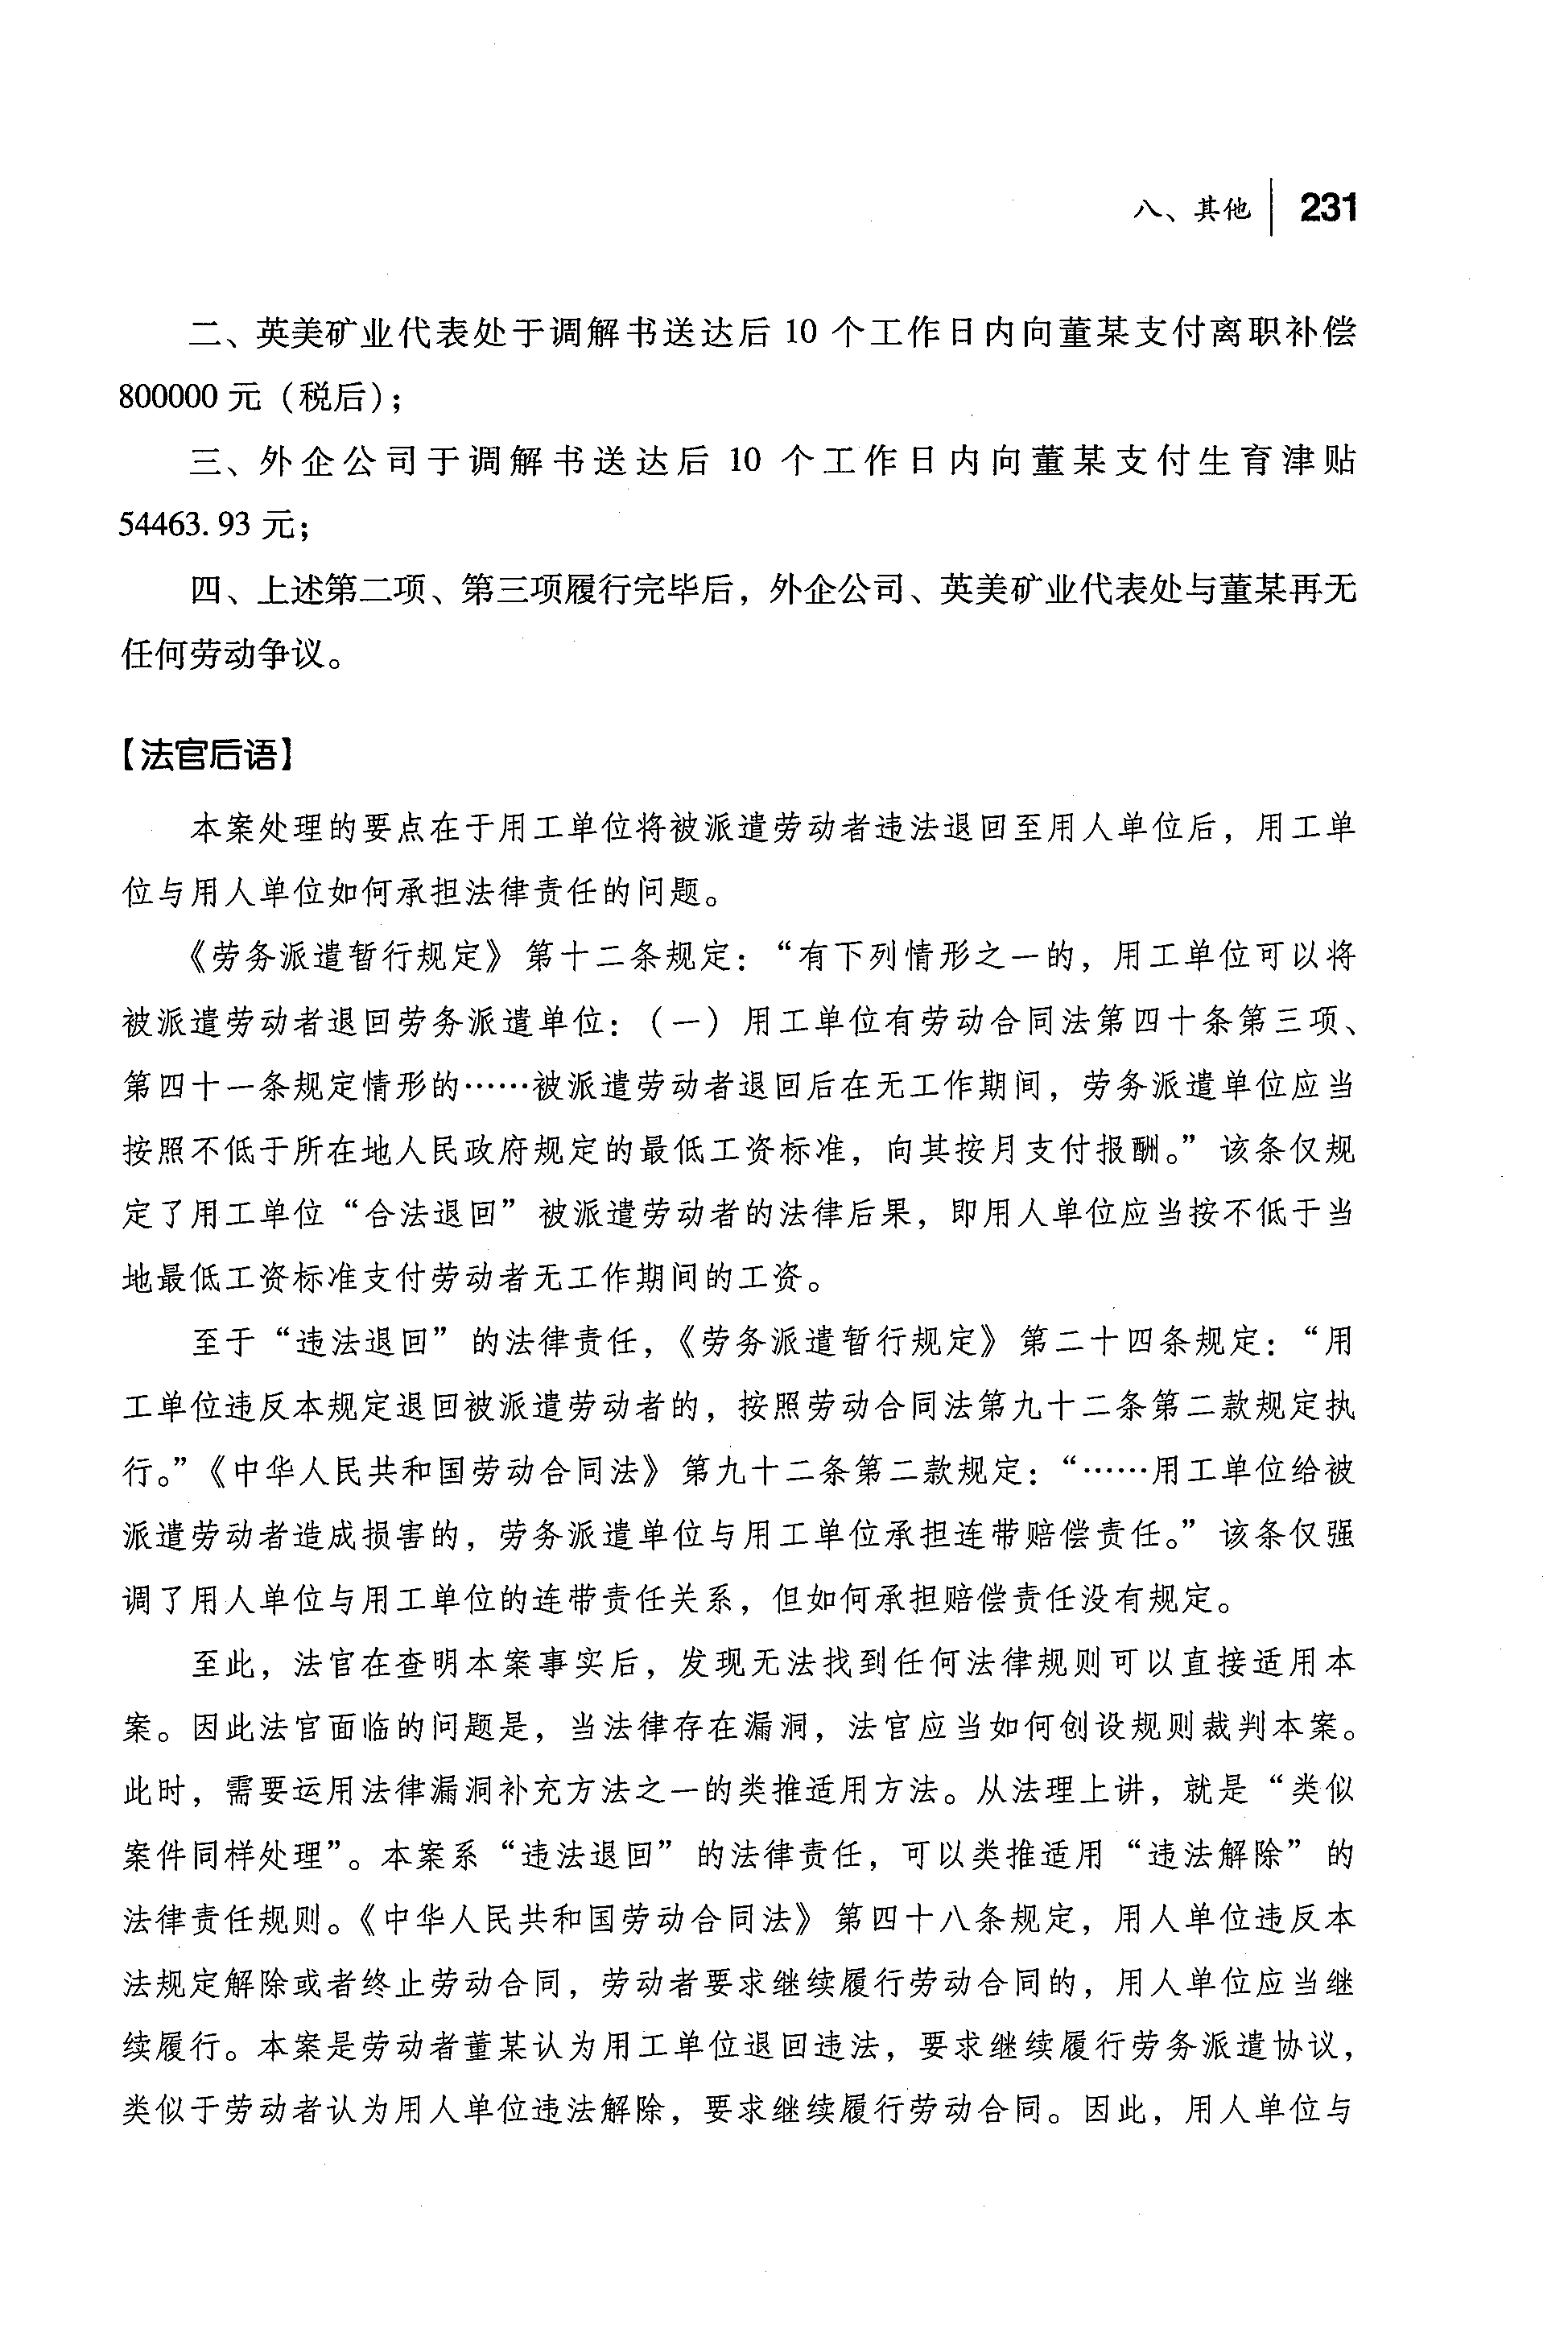 八、其他 231
二、英美矿业代表处于调解书送达后 10 个工作日内向董某支付离职补偿
800000 元（税后）；
三、外企公司于调解书送达后 10 个工作日内向董某支付生育津贴
54463.93 元；
四、上述第二项、第三项履行完毕后，外企公司、英美矿业代表处与董某再无
任何劳动争议。
【法官后语】
本案处理的要点在于用工单位将被派遣劳动者违法退回至用人单位后，用工单
位与用人单位如何承担法律责任的问题。
《劳务派遣暂行规定》第十二条规定：“有下列情形之一的，用工单位可以将
被派遣劳动者退回劳务派遣单位：（一）用工单位有劳动合同法第四十条第三项、
第四十一条规定情形的……被派遣劳动者退回后在无工作期间，劳务派遣单位应当
按照不低于所在地人民政府规定的最低工资标准，向其按月支付报酬。”该条仅规
定了用工单位“合法退回”被派遣劳动者的法律后果，即用人单位应当按不低于当
地最低工资标准支付劳动者无工作期间的工资。
至于“违法退回”的法律责任，《劳务派遣暂行规定》第二十四条规定：“用
工单位违反本规定退回被派遣劳动者的，按照劳动合同法第九十二条第二款规定执
行。”《中华人民共和国劳动合同法》第九十二条第二款规定：“……用工单位给被
派遣劳动者造成损害的，劳务派遣单位与用工单位承担连带赔偿责任。”该条仅强
调了用人单位与用工单位的连带责任关系，但如何承担赔偿责任没有规定。
至此，法官在查明本案事实后，发现无法找到任何法律规则可以直接适用本
案。因此法官面临的问题是，当法律存在漏洞，法官应当如何创设规则裁判本案。
此时，需要运用法律漏洞补充方法之一的类推适用方法。从法理上讲，就是“类似
案件同样处理”。本案系“违法退回”的法律责任，可以类推适用“违法解除”的
法律责任规则。《中华人民共和国劳动合同法》第四十八条规定，用人单位违反本
法规定解除或者终止劳动合同，劳动者要求继续履行劳动合同的，用人单位应当继
续履行。本案是劳动者董某认为用工单位退回违法，要求继续履行劳务派遣协议，
类似于劳动者认为用人单位违法解除，要求继续履行劳动合同。因此，用人单位与